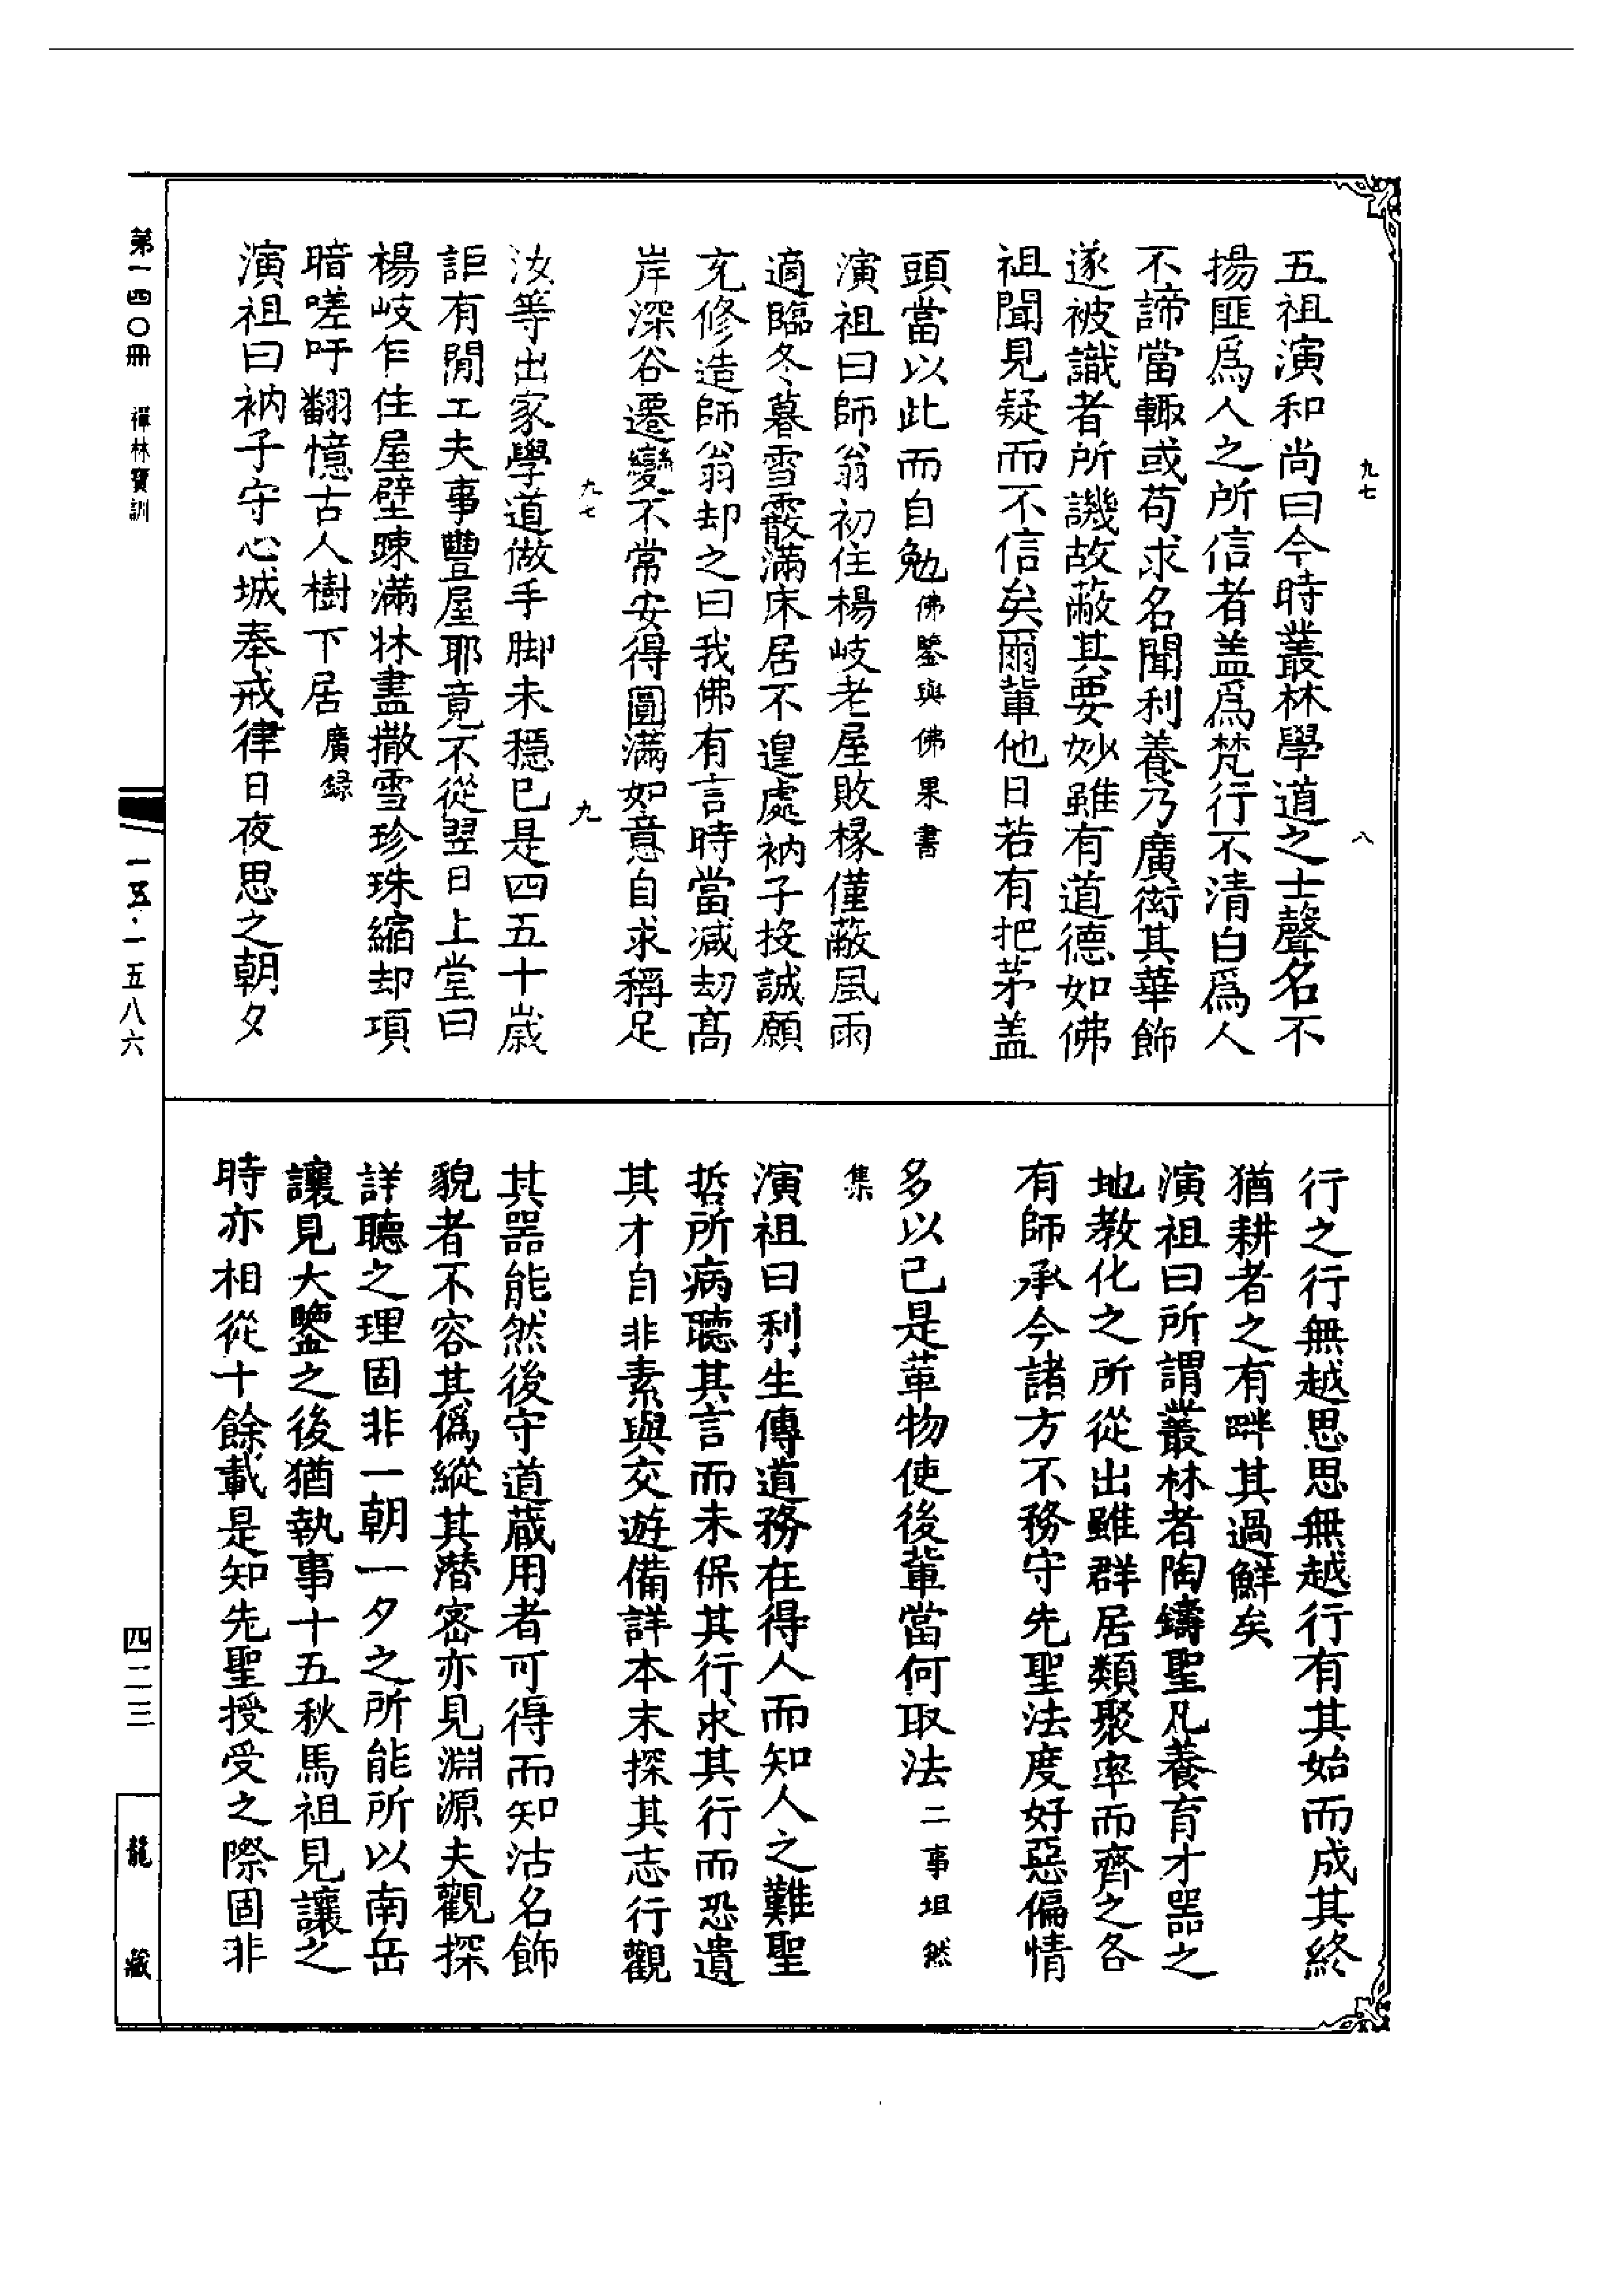 九七
八
五祖演和尚曰今時叢林學道之士聲名不
揚匪爲人之所信者盖爲梵行不清白爲人
不諦當輙或苟求名聞利養乃廣衒其華飾
遂被識者所譏故蔽其要妙雖有道德如佛
祖聞見疑而不信矣爾輩他日若有把茅盖
頭當以此而自勉佛鑒與佛果書
演祖曰師翁初住楊岐老屋敗椽僅蔽風雨
適臨冬暮雪霰滿床居不遑處衲子投誠願
充修造師翁却之曰我佛有言時當減劫高
岸深谷遷變不常安得圓滿如意自求稱足
九七
九
汝等出家學道做手脚未穩已是四五十歲
詎有閒工夫事豐屋耶竟不從翌日上堂曰
楊岐乍住屋壁踈滿牀盡撒雪珍珠縮却項
暗嗟吁翻憶古人樹下居廣録
演祖曰衲子守心城奉戒律日夜思之朝夕
行之行無越思思無越行有其始而成其終
猶耕者之有畔其過鮮矣
演祖曰所謂叢林者陶鑄聖凡養育才噐之
地教化之所從出雖群居類聚率而齊之各
有師承今諸方不務守先聖法度好惡偏情
多以己是革物使後輩當何取法二事坦然
集
演祖曰利生傳道務在得人而知人之難聖
哲所病聽其言而未保其行求其行而恐遺
其才自非素與交遊備詳本末探其志行觀
其噐能然後守道蔵用者可得而知沽名飾
貌者不容其僞縱其潛密亦見淵源夫觀探
詳聽之理固非一朝一夕之所能所以南岳
讓見大鑒之後猶執事十五秋馬祖見讓之
時亦相從十餘載是知先聖授受之際固非
第一四〇冊 禪林寶訓
一五·一五八六
四二三
龍藏